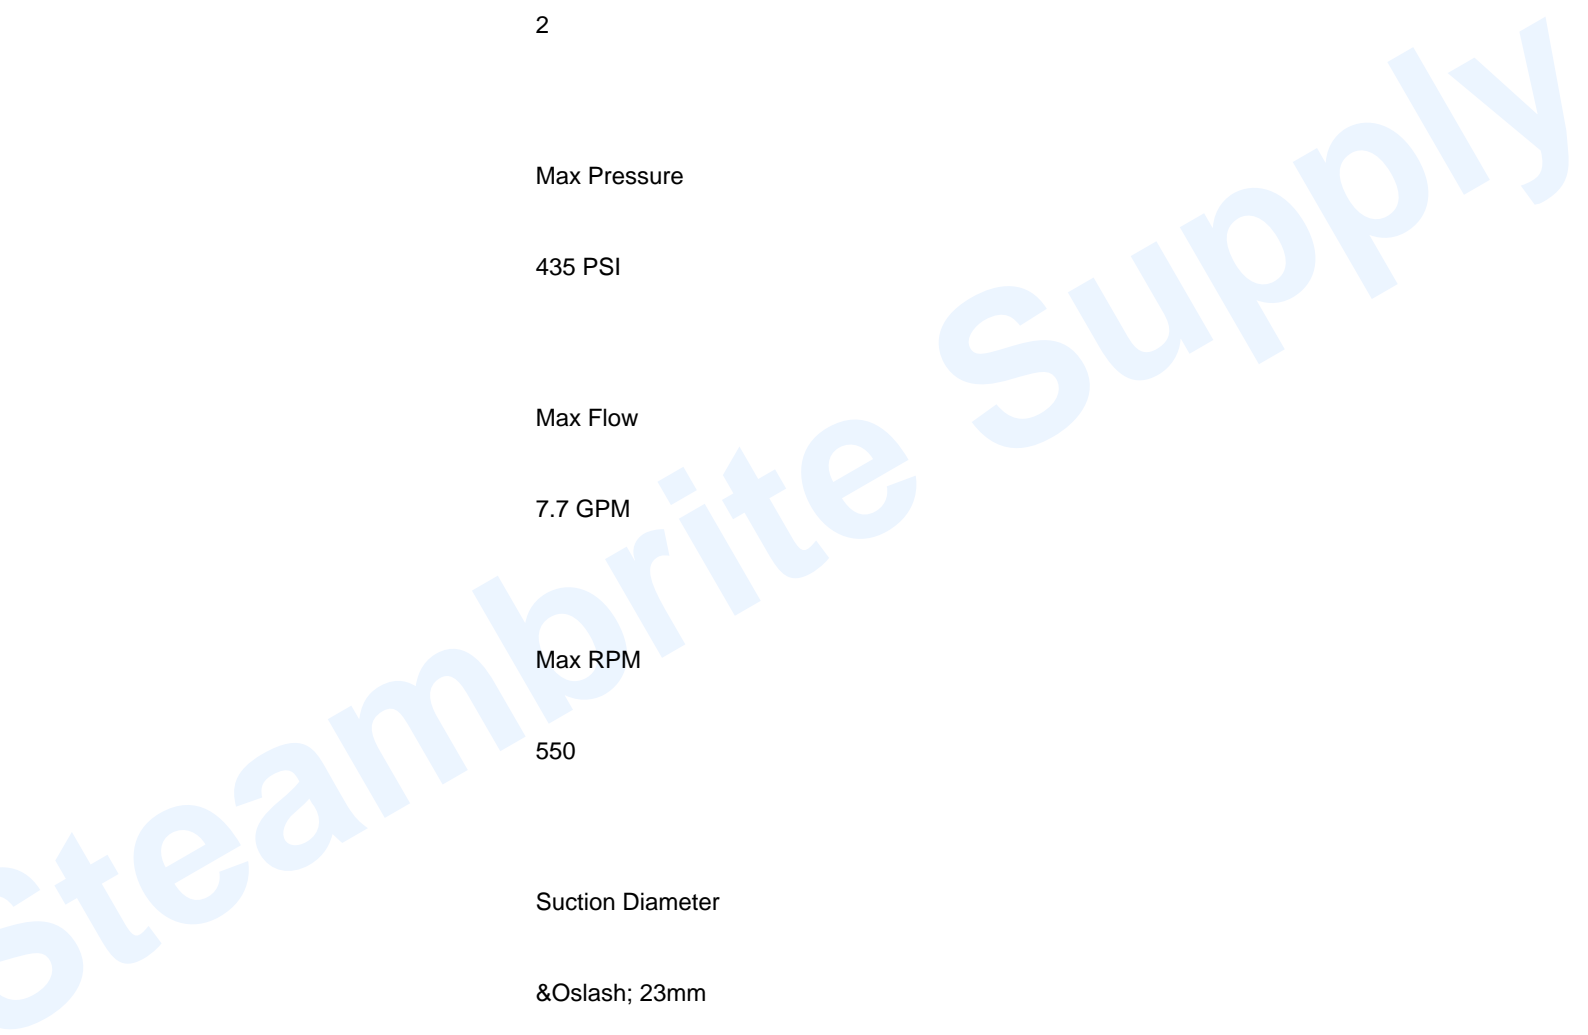 2
Max Pressure
435 PSI
Max Flow
7.7 GPM
Max RPM
550
Suction Diameter
&Oslash; 23mm
Steambrite Supply